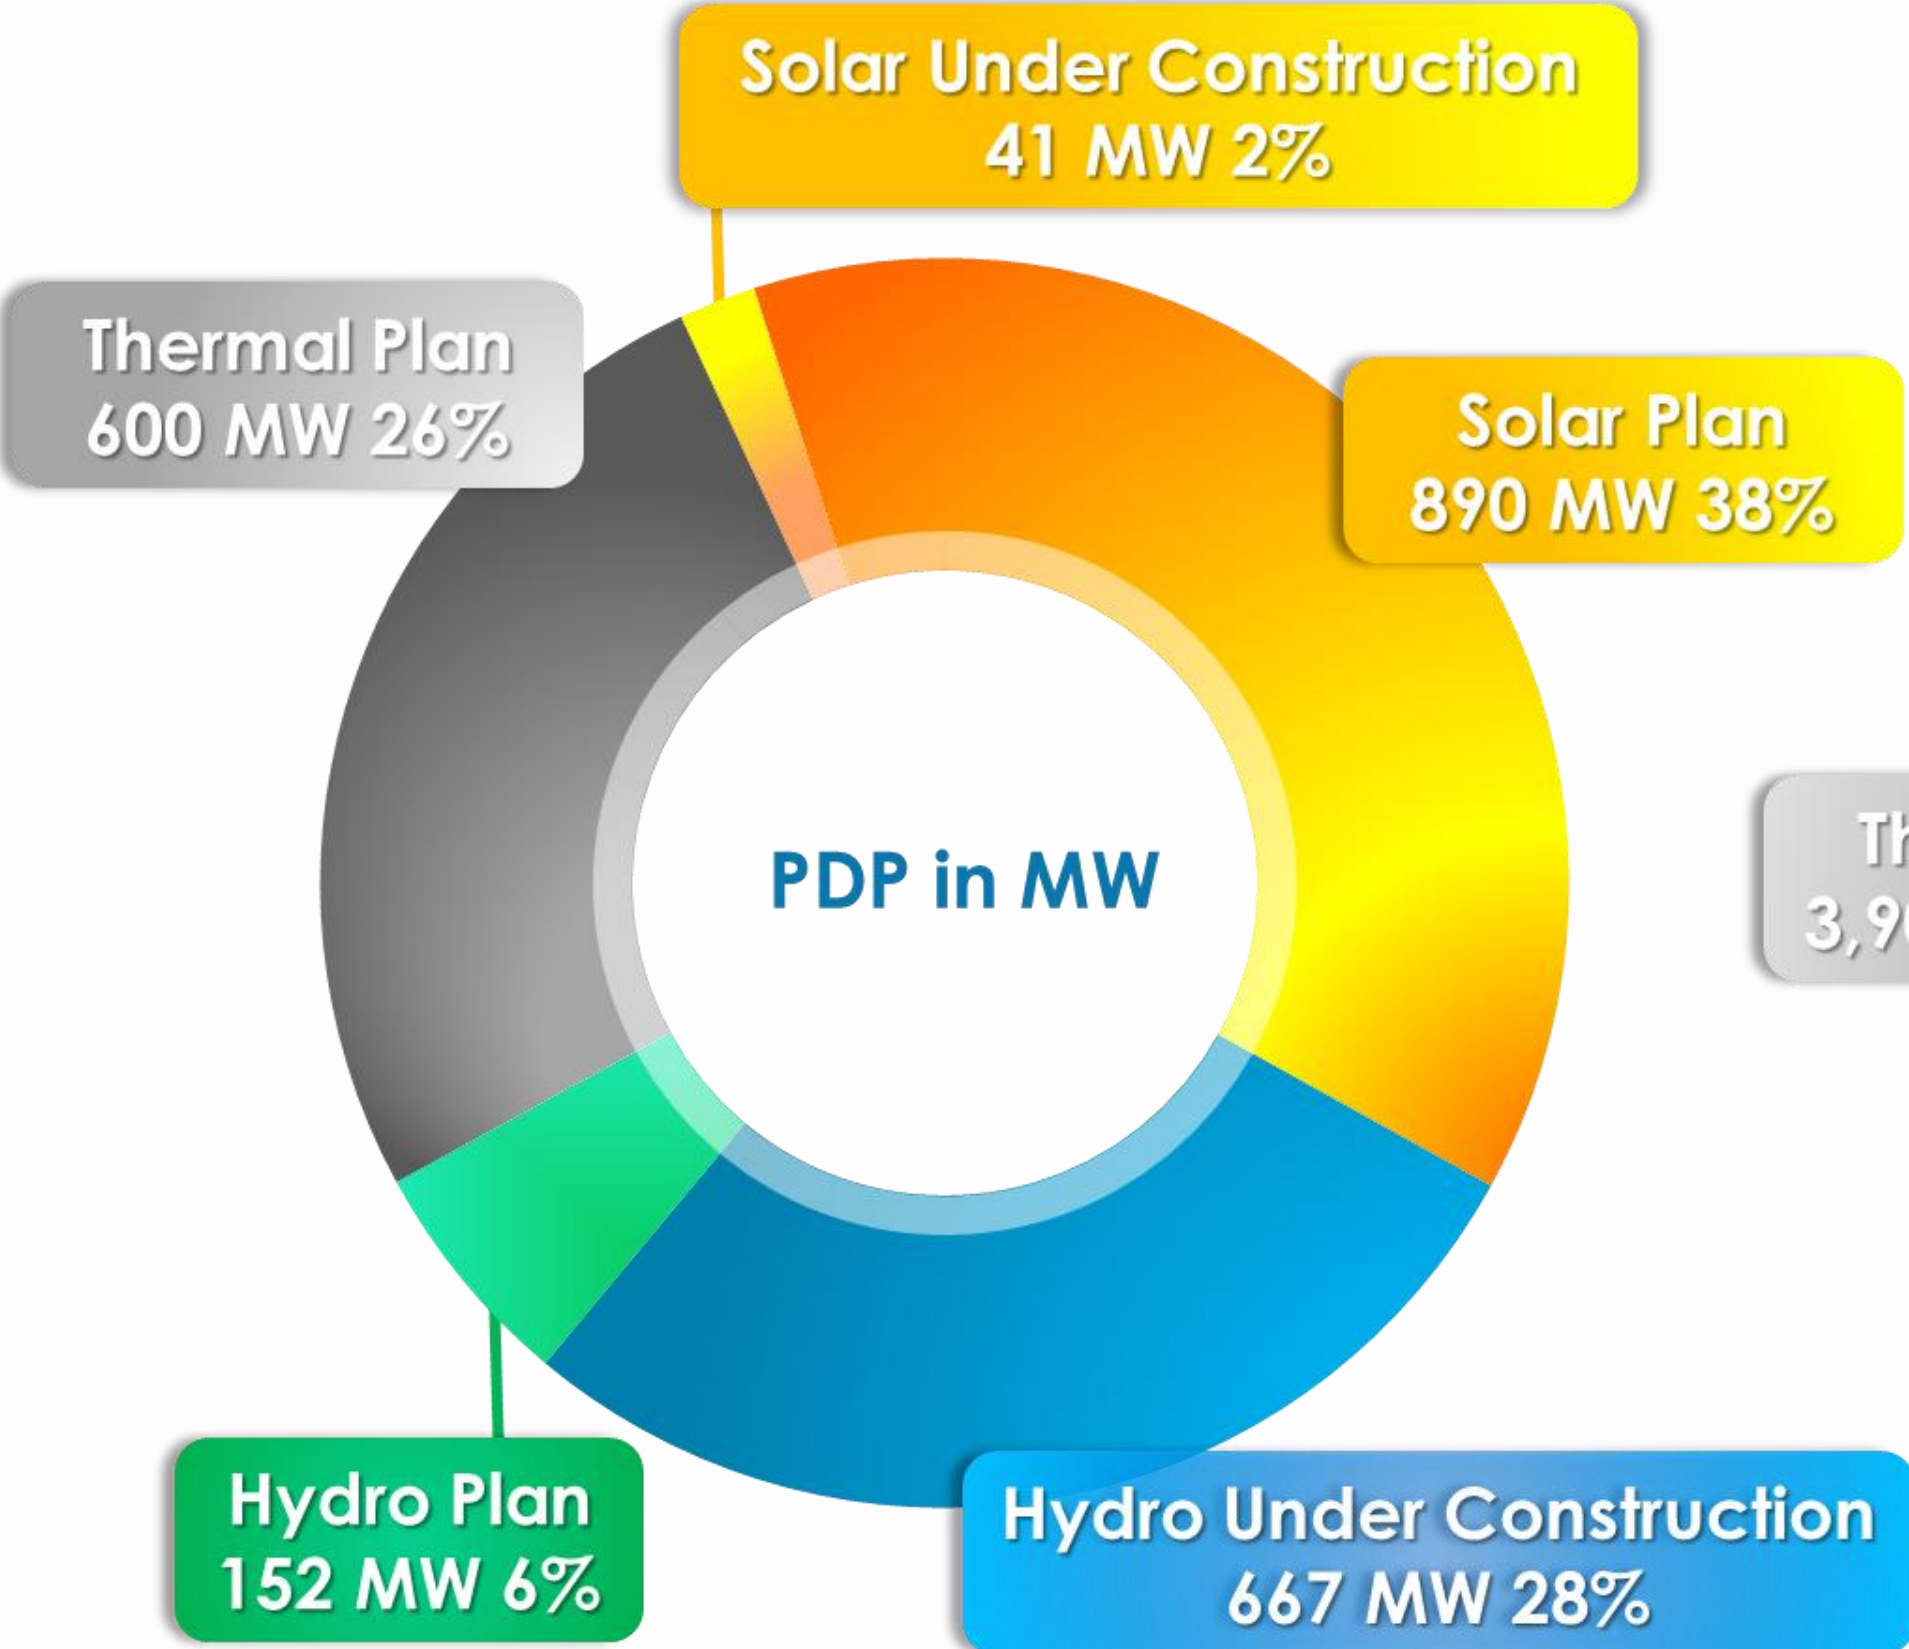 Solar Under Construction
41 MW 2%
Thermal Plan
600 MW 26%
Solar Plan
890 MW 38%
PDP in MW
Hydro Plan
152 MW 6%
Hydro Under Construction
667 MW 28%